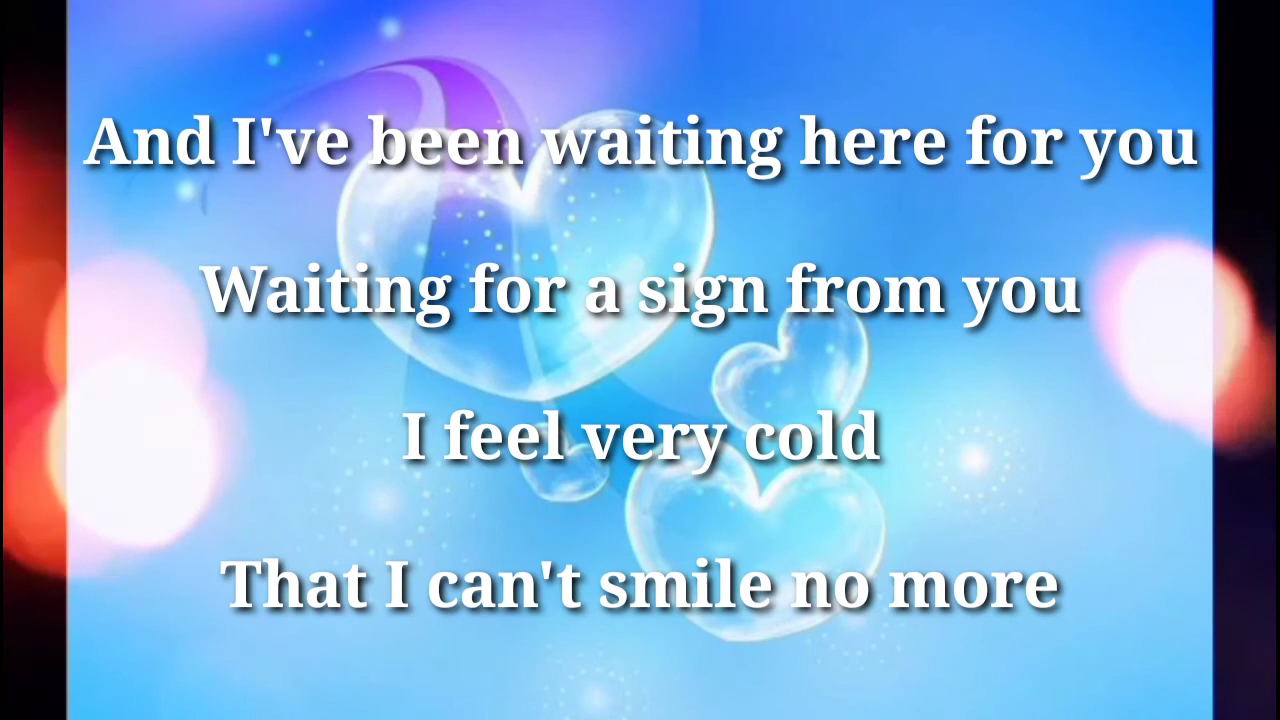 And I've been waiting here for you
Waiting for a sign from you
I feel very cold
That I can't smile no more